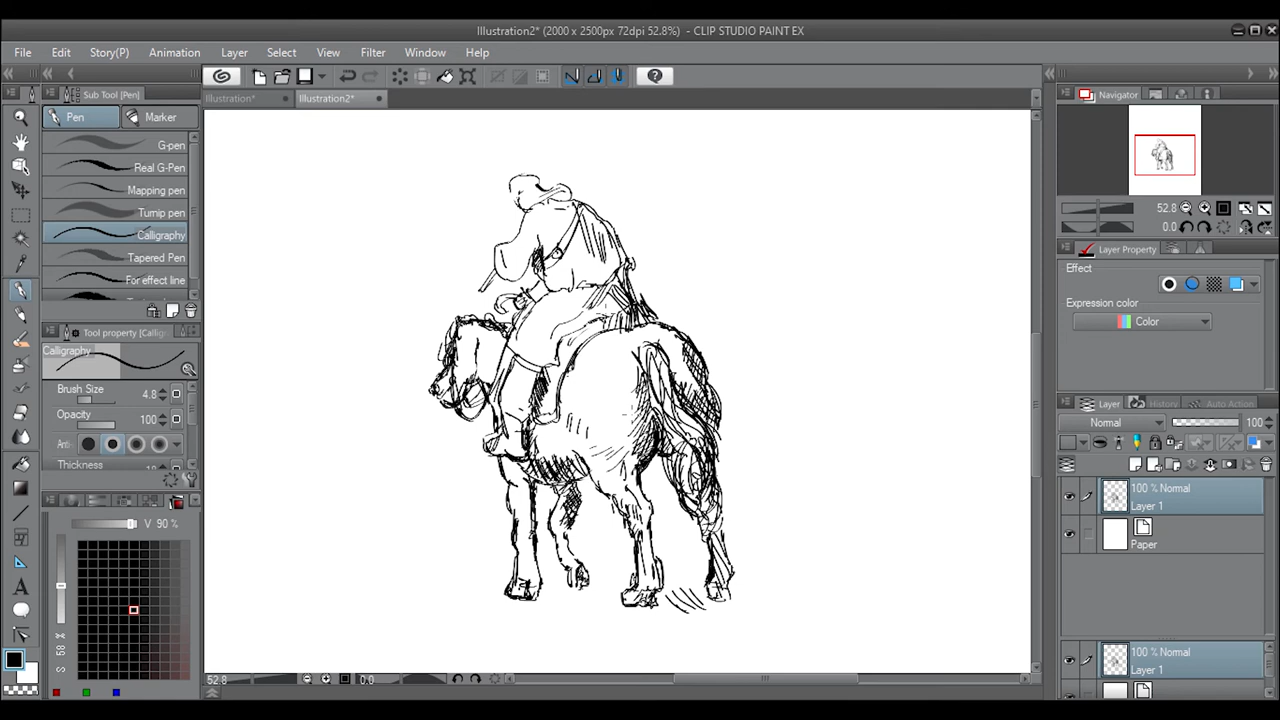 Illustration2* (2000 x 2500px 72dpi 52.8%) - CLIP STUDIO PAINT EX
File Edit Story(P) Animation Layer Select View Filter Window Help
Sub Tool [Pen]
Illustration* Illustration2*
Navigator
Pen Marker
G-pen
Real G-Pen
Mapping pen
Turnip pen
Calligraphy
Tapered Pen
For effect line
52.8
0.0
Layer Property
Effect
Expression color
Color
Tool property [Callig
Calligraphy
Brush Size 4.8
Opacity 100
Anti-
Thickness
Layer History Auto Action
Normal 100
100 % Normal
Layer 1
Paper
V 90 %
S 58 %
100 % Normal
Layer 1
52.8 0.0